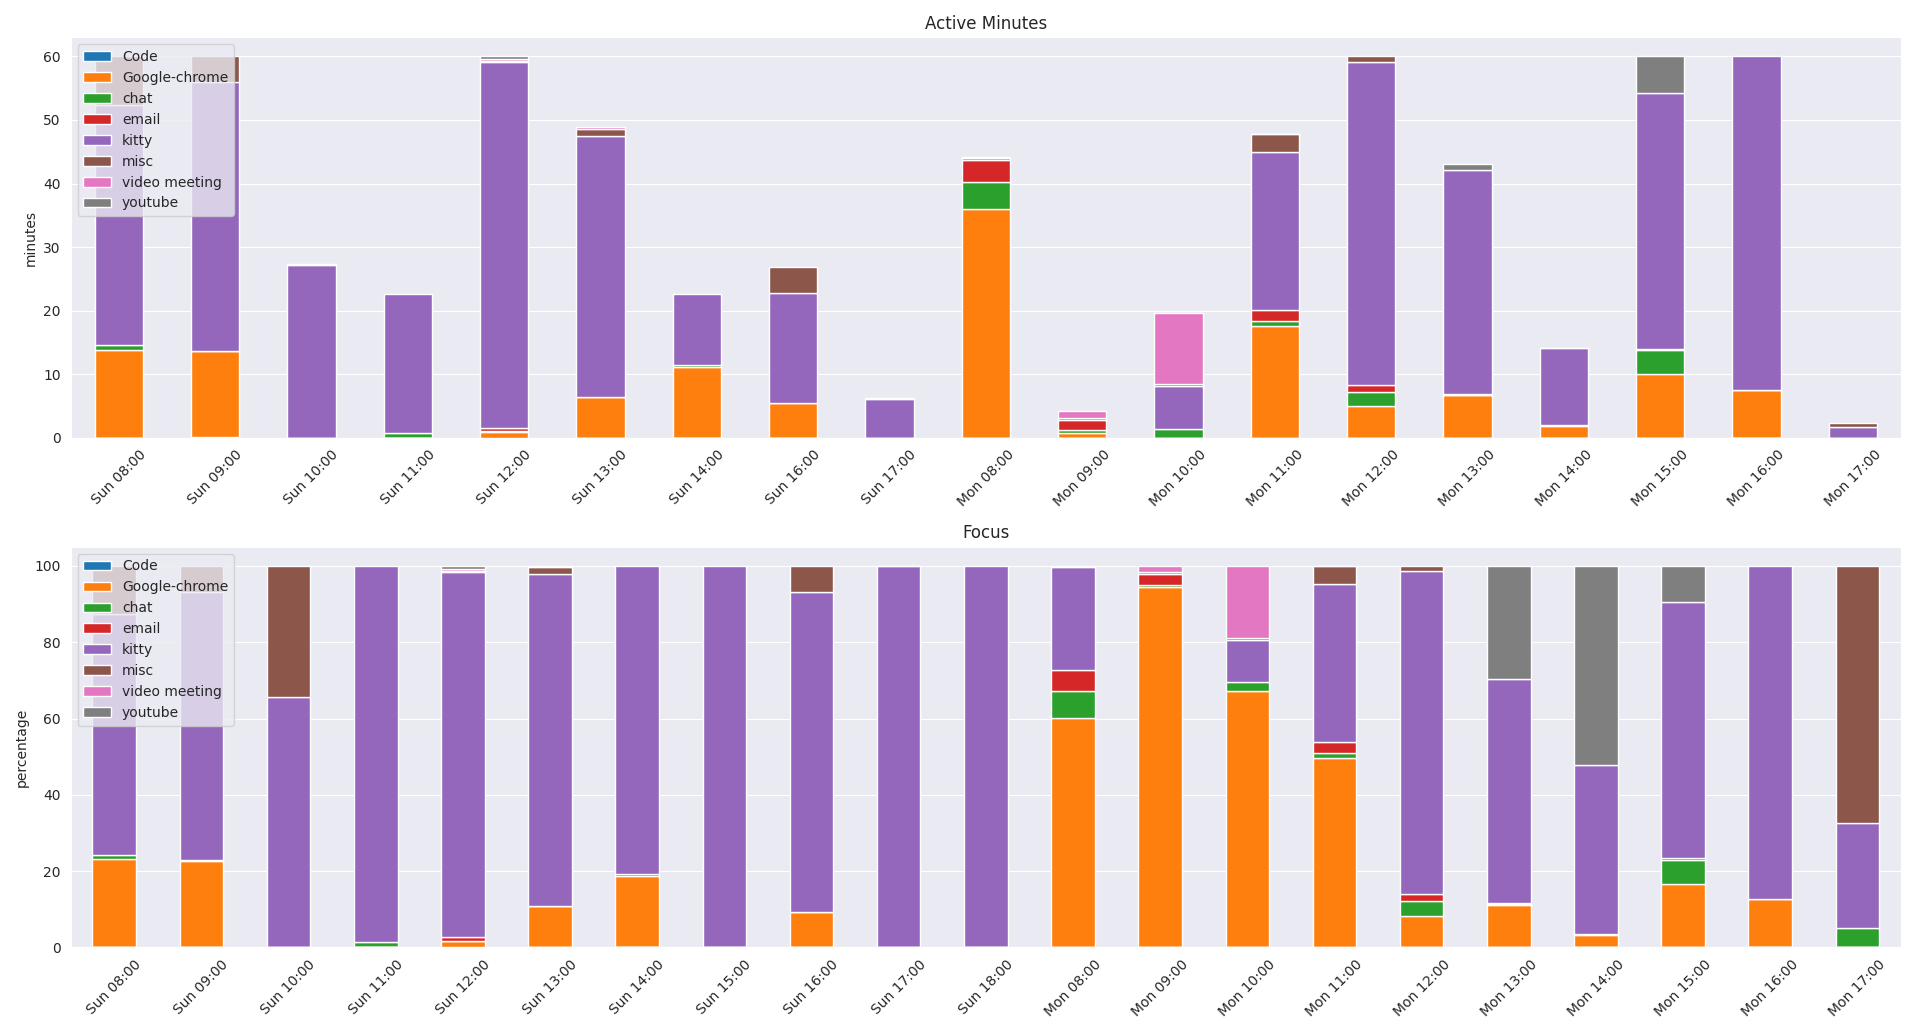 Active Minutes
minutes
60
50
40
30
20
10
0
Code
Google-chrome
chat
email
kitty
misc
video meeting
youtube
Sun 08:00
Sun 09:00
Sun 10:00
Sun 11:00
Sun 12:00
Sun 13:00
Sun 14:00
Sun 16:00
Sun 17:00
Mon 08:00
Mon 09:00
Mon 10:00
Mon 11:00
Mon 12:00
Mon 13:00
Mon 14:00
Mon 15:00
Mon 16:00
Mon 17:00
Focus
percentage
100
80
60
40
20
0
Code
Google-chrome
chat
email
kitty
misc
video meeting
youtube
Sun 08:00
Sun 09:00
Sun 10:00
Sun 11:00
Sun 12:00
Sun 13:00
Sun 14:00
Sun 15:00
Sun 16:00
Sun 17:00
Sun 18:00
Mon 08:00
Mon 09:00
Mon 10:00
Mon 11:00
Mon 12:00
Mon 13:00
Mon 14:00
Mon 15:00
Mon 16:00
Mon 17:00